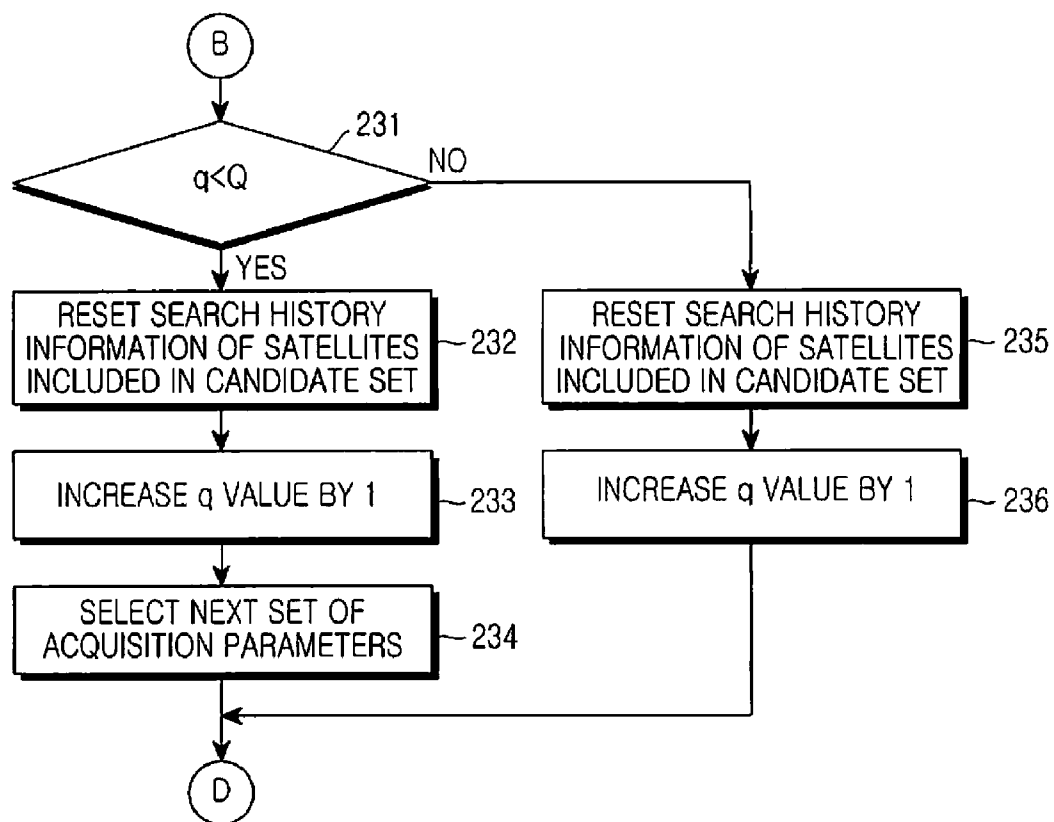 B
231
q<Q
NO
YES
RESET SEARCH HISTORY
INFORMATION OF SATELLITES
INCLUDED IN CANDIDATE SET
232
RESET SEARCH HISTORY
INFORMATION OF SATELLITES
INCLUDED IN CANDIDATE SET
235
INCREASE q VALUE BY 1
233
INCREASE q VALUE BY 1
236
SELECT NEXT SET OF
ACQUISITION PARAMETERS
234
D